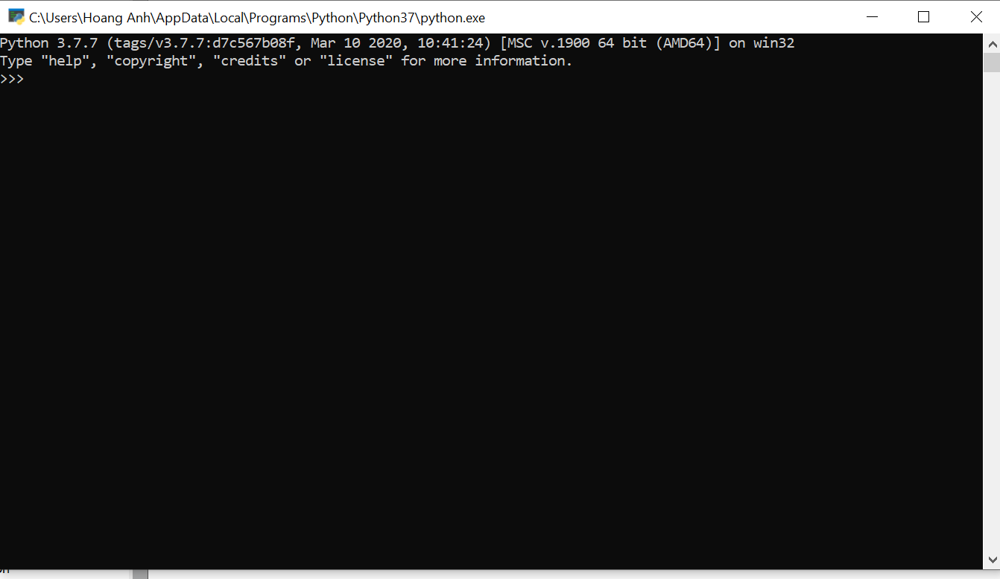 C:\Users\Hoang Anh\AppData\Local\Programs\Python\Python37\python.exe
Python 3.7.7 (tags/v3.7.7:d7c567b08f, Mar 10 2020, 10:41:24) [MSC v.1900 64 bit (AMD64)] on win32
Type "help", "copyright", "credits" or "license" for more information.
>>>